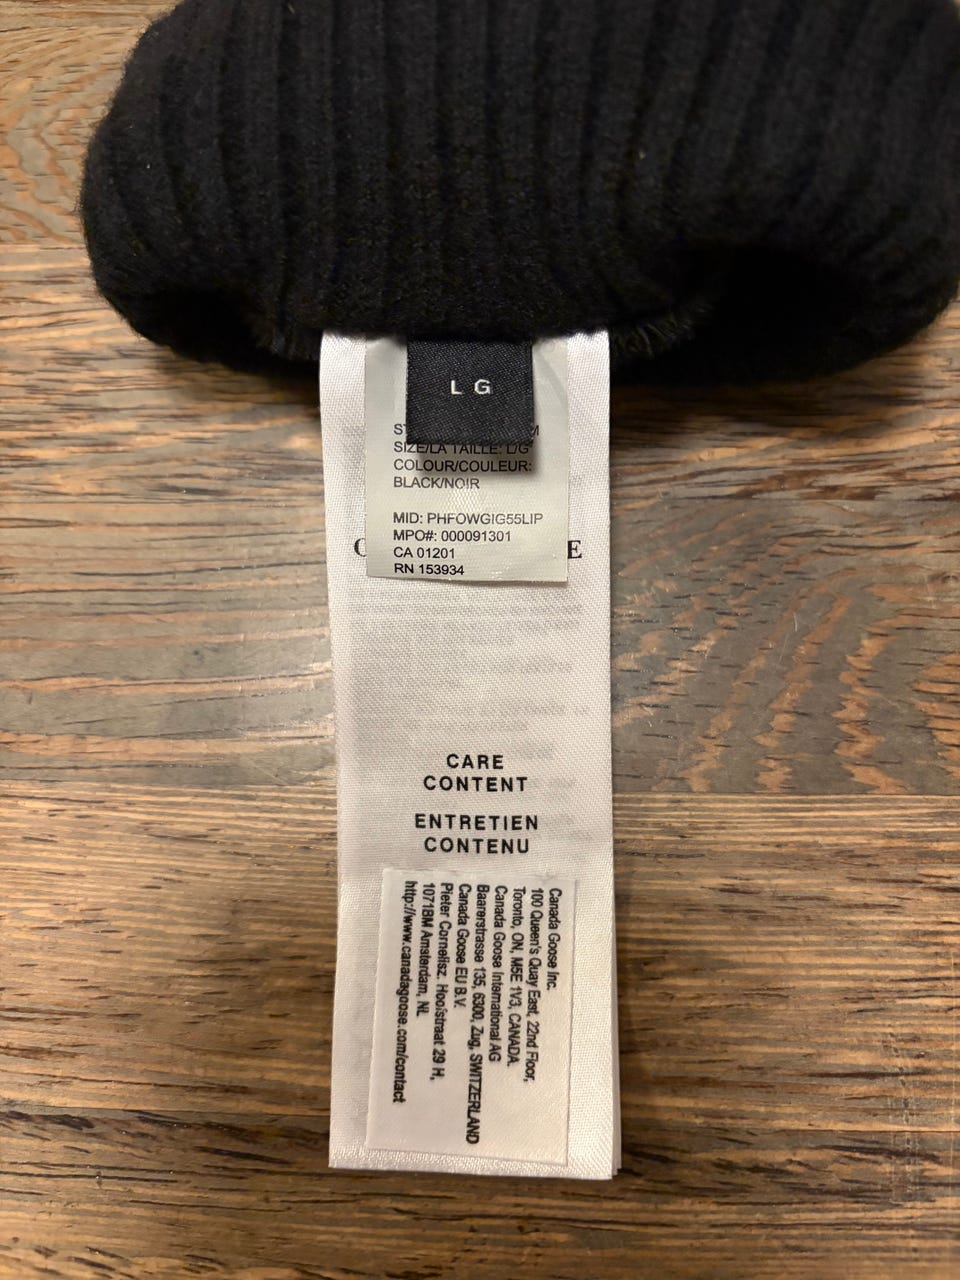 L G
SIZE/LA TAILLE: L/G
COLOUR/COULEUR:
BLACK/NOIR
MID: PHFOWGIG55LIP
MPO#: 000091301
CA 01201
RN 153934
CARE
CONTENT
ENTRETIEN
CONTENU
Canada Goose Inc.
100 Queen's Quay East, 22nd Floor,
Toronto, ON, M5E 1V3, CANADA
Canada Goose International AG
Baarerstrasse 135, 6300, Zug, SWITZERLAND
Canada Goose EU B.V.
Pieter Cornelisz. Hooftstraat 29 H,
1071BM Amsterdam, NL
http://www.canadagoose.com/contact